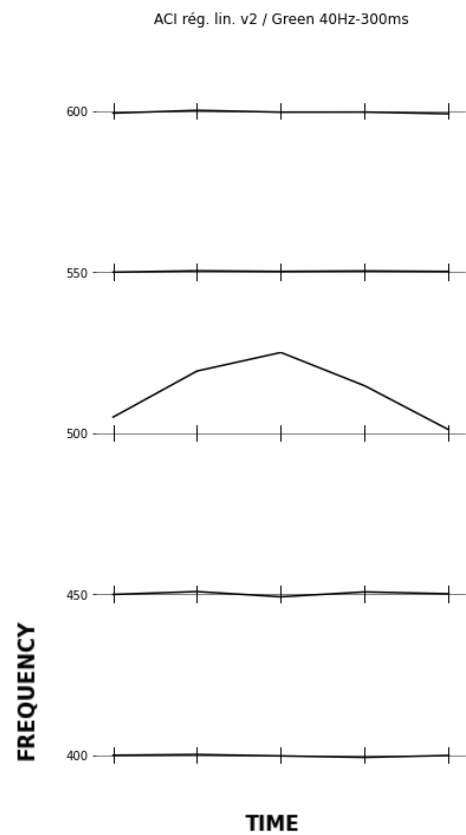 ACI rég. lin. v2 / Green 40Hz-300ms
600
550
500
450
400
FREQUENCY
TIME